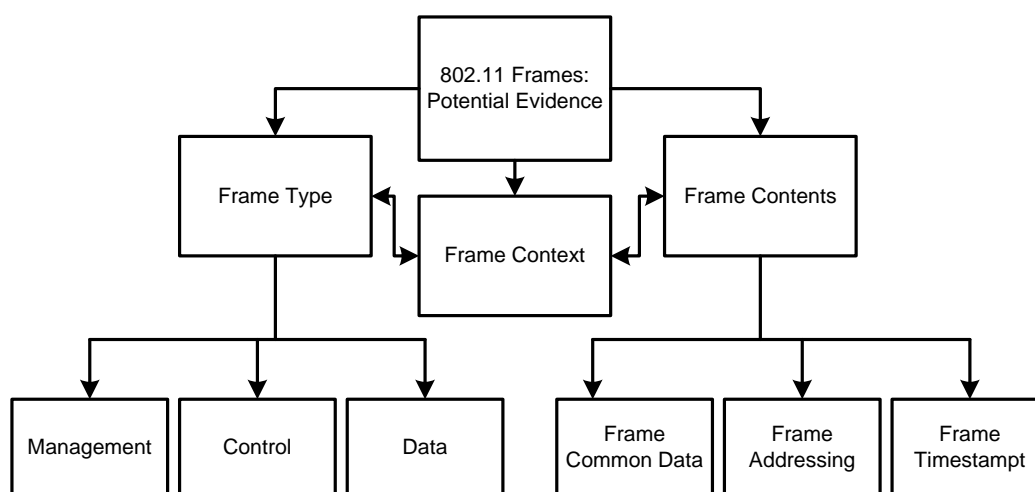 802.11 Frames:
Potential Evidence
Frame Type
Frame Contents
Frame Context
Management
Control
Data
Frame
Common Data
Frame
Addressing
Frame
Timestampt